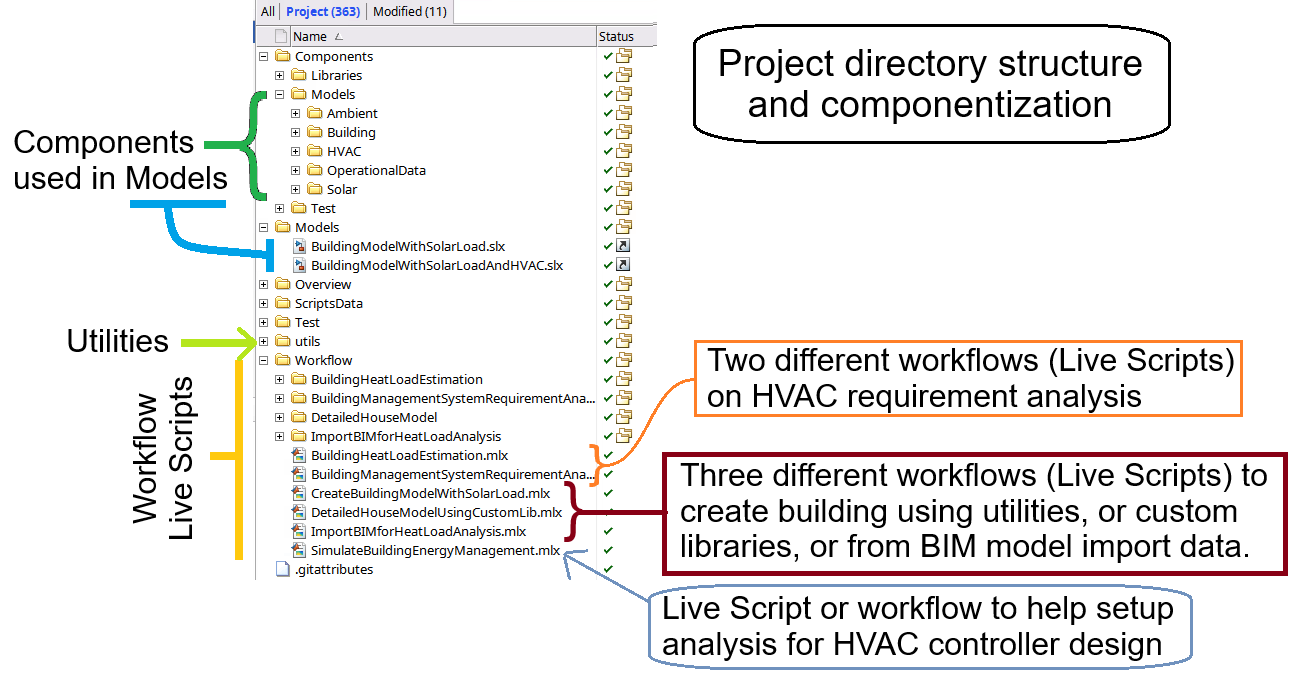 All Project (363) Modified (11)
Name Status
Components
Libraries
Models
Ambient
Building
HVAC
OperationalData
Solar
Test
Models
BuildingModelWithSolarLoad.slx
BuildingModelWithSolarLoadAndHVAC.slx
Overview
ScriptsData
Test
utils
Workflow
BuildingHeatLoadEstimation
BuildingManagementSystemRequirementAna...
DetailedHouseModel
ImportBIMforHeatLoadAnalysis
BuildingHeatLoadEstimation.mlx
BuildingManagementSystemRequirementAna...
CreateBuildingModelWithSolarLoad.mlx
DetailedHouseModelUsingCustomLib.mlx
ImportBIMforHeatLoadAnalysis.mlx
SimulateBuildingEnergyManagement.mlx
.gitattributes
Project directory structure
and componentization
Components
used in Models
Utilities
Workflow
Live Scripts
Two different workflows (Live Scripts)
on HVAC requirement analysis
Three different workflows (Live Scripts) to
create building using utilities, or custom
libraries, or from BIM model import data.
Live Script or workflow to help setup
analysis for HVAC controller design